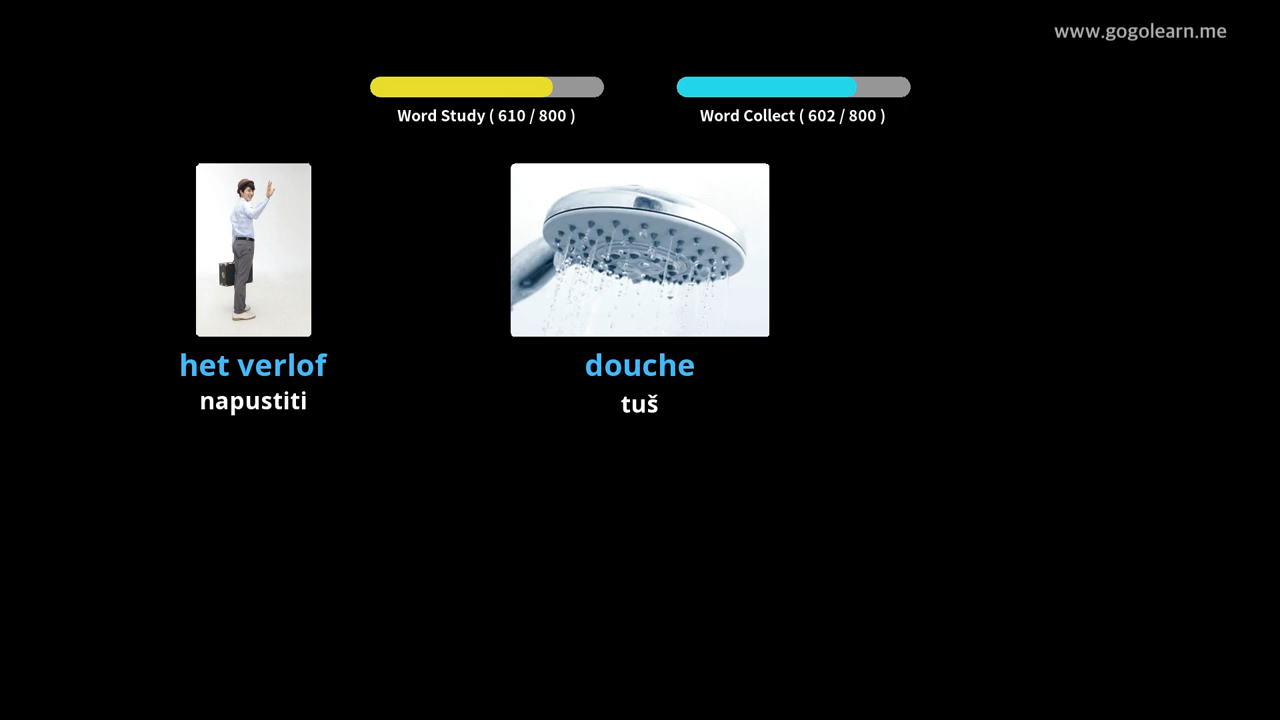 www.gogolearn.me
Word Study ( 610 / 800 )
Word Collect ( 602 / 800 )
het verlof
napustiti
douche
tuš